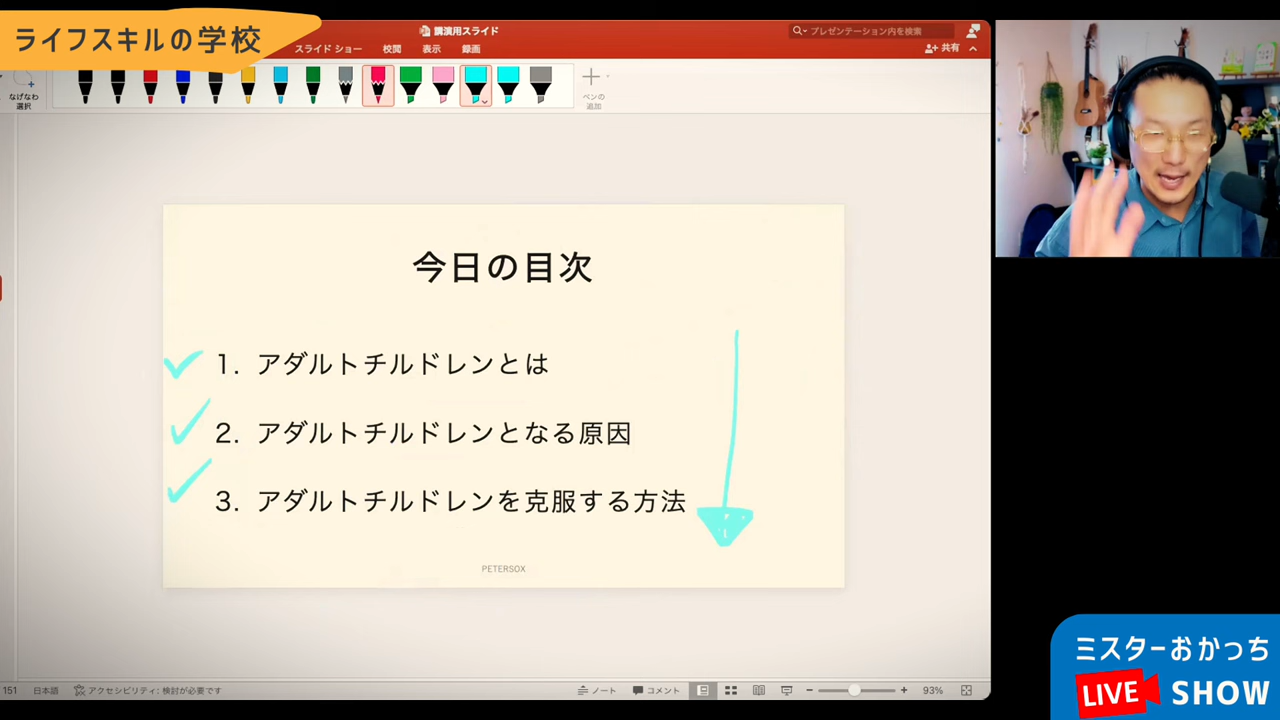 ライフスキルの学校
講演用スライド
プレゼンテーション内を検索
スライド ショー 校閲 表示 録画
共有
なげなわ
選択
ペンの
追加
今日の目次
1. アダルトチルドレンとは
2. アダルトチルドレンとなる原因
3. アダルトチルドレンを克服する方法
PETERSOX
151 日本語 アクセシビリティ: 検討が必要です ノート コメント 93%
ミスターおかっち
LIVE SHOW